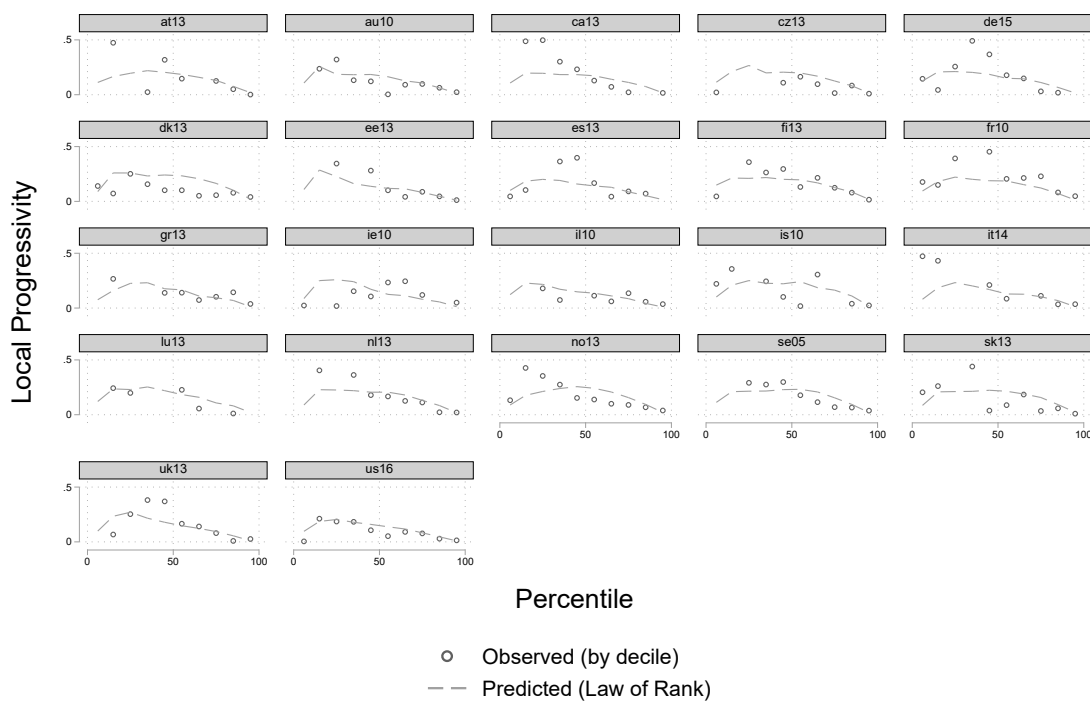 at13 au10 ca13 cz13 de15
.5
0
dk13 ee13 es13 fi13 fr10
.5
0
gr13 ie10 il10 is10 it14
.5
0
lu13 nl13 no13 se05 sk13
.5
0
0 50 100 0 50 100 0 50 100
uk13 us16
.5
0
0 50 100 0 50 100
Local Progressivity
Percentile
Observed (by decile)
Predicted (Law of Rank)